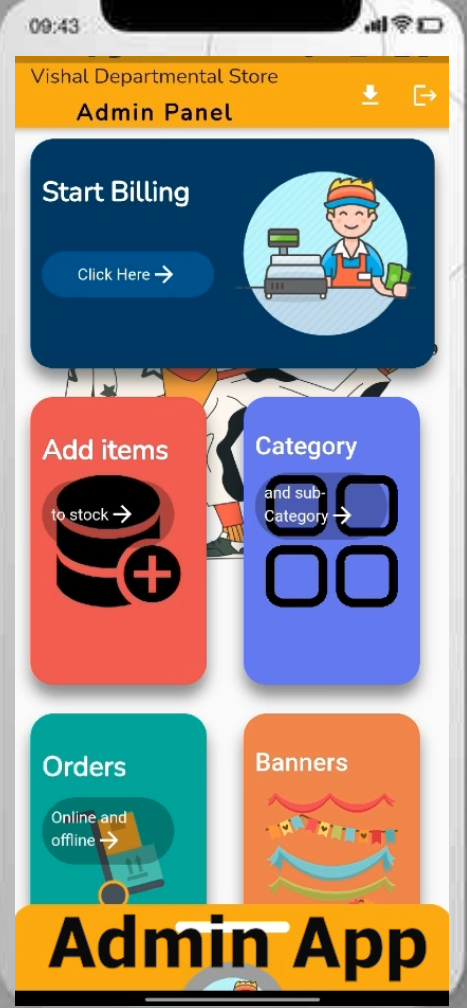 09:43
Vishal Departmental Store
Admin Panel
Start Billing
Click Here
Add items
to stock
Category
and sub-
Category
Orders
Online and
offline
Banners
Admin App